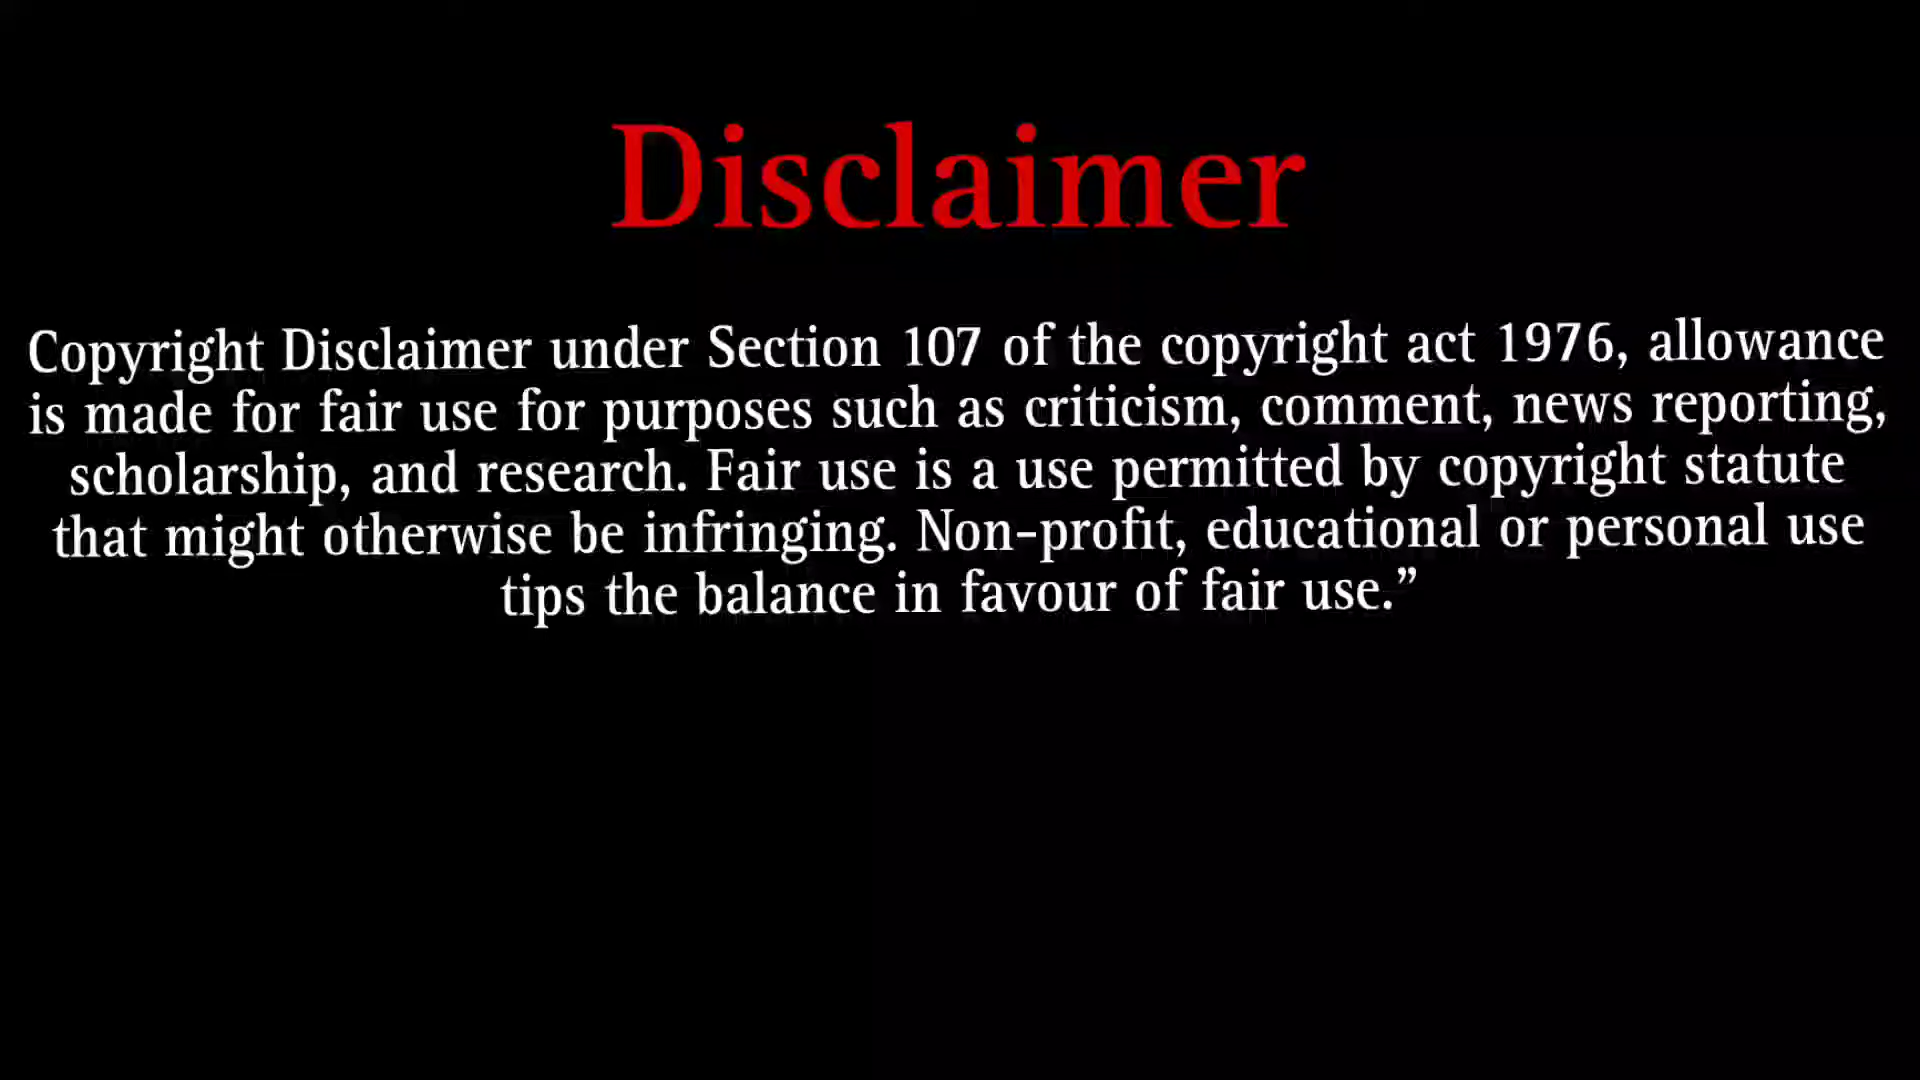 Disclaimer
Copyright Disclaimer under Section 107 of the copyright act 1976, allowance
is made for fair use for purposes such as criticism, comment, news reporting,
scholarship, and research. Fair use is a use permitted by copyright statute
that might otherwise be infringing. Non-profit, educational or personal use
tips the balance in favour of fair use.”